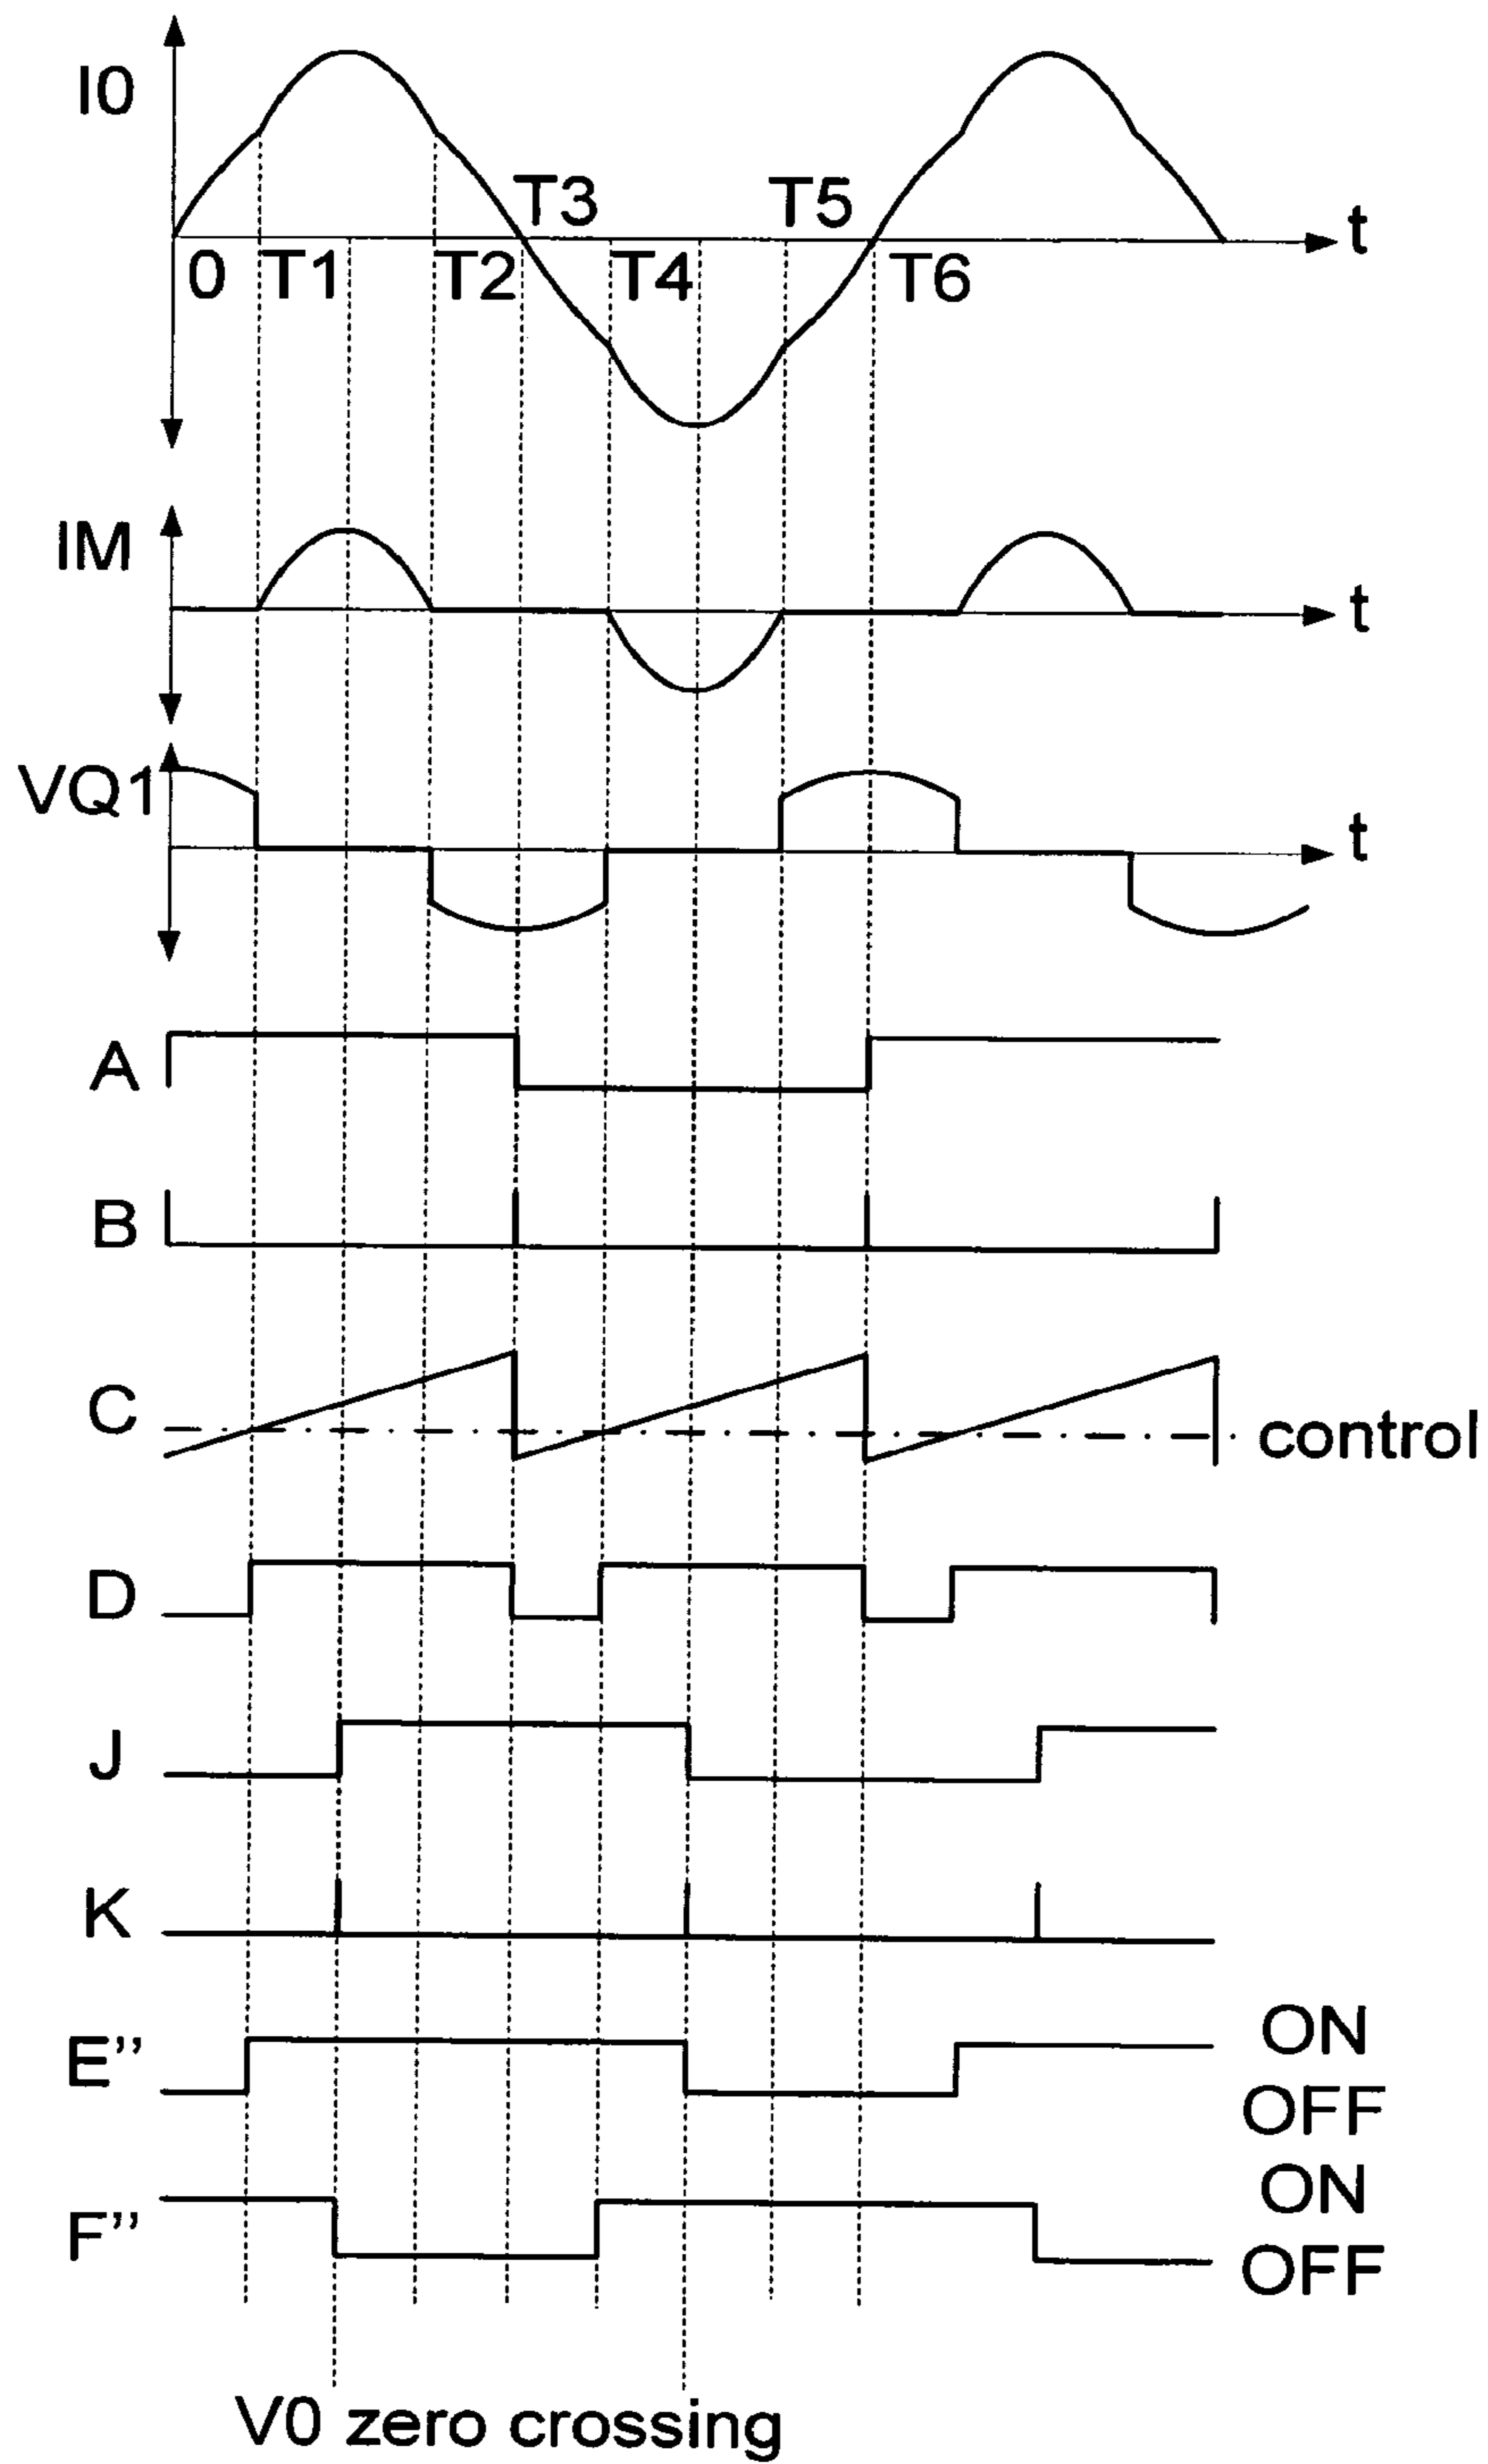 I0
T3
T5
t
0
T1
T2
T4
T6
IM
t
VQ1
t
A
B
C
control
D
J
K
E’’
ON
OFF
F’’
ON
OFF
V0 zero crossing